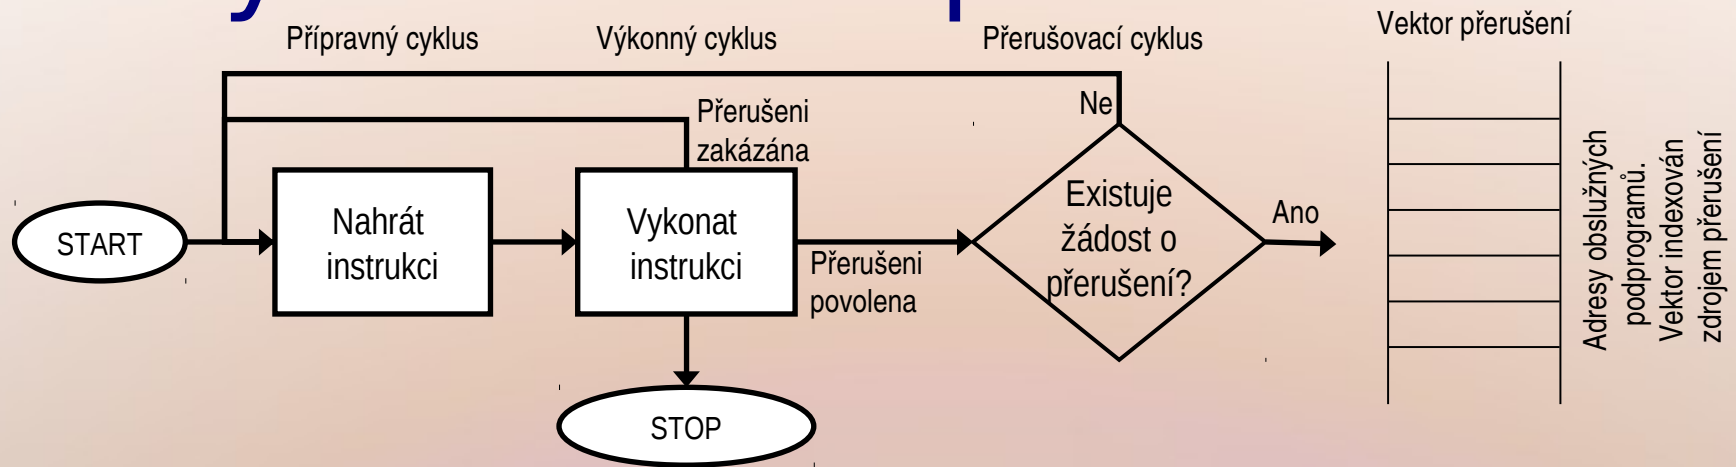 Přípravný cyklus
Výkonný cyklus
Přerušovací cyklus
Vektor přerušení
Přerušeni
zakázána
Ne
START
Nahrát
instrukci
Vykonat
instrukci
Přerušeni
povolena
Existuje
žádost o
přerušení?
Ano
Adresy obslužných
podprogramů.
Vektor indexován
zdrojem přerušení
STOP